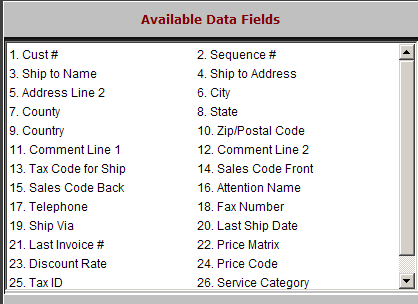 Available Data Fields
1. Cust # 2. Sequence #
3. Ship to Name 4. Ship to Address
5. Address Line 2 6. City
7. County 8. State
9. Country 10. Zip/Postal Code
11. Comment Line 1 12. Comment Line 2
13. Tax Code for Ship 14. Sales Code Front
15. Sales Code Back 16. Attention Name
17. Telephone 18. Fax Number
19. Ship Via 20. Last Ship Date
21. Last Invoice # 22. Price Matrix
23. Discount Rate 24. Price Code
25. Tax ID 26. Service Category